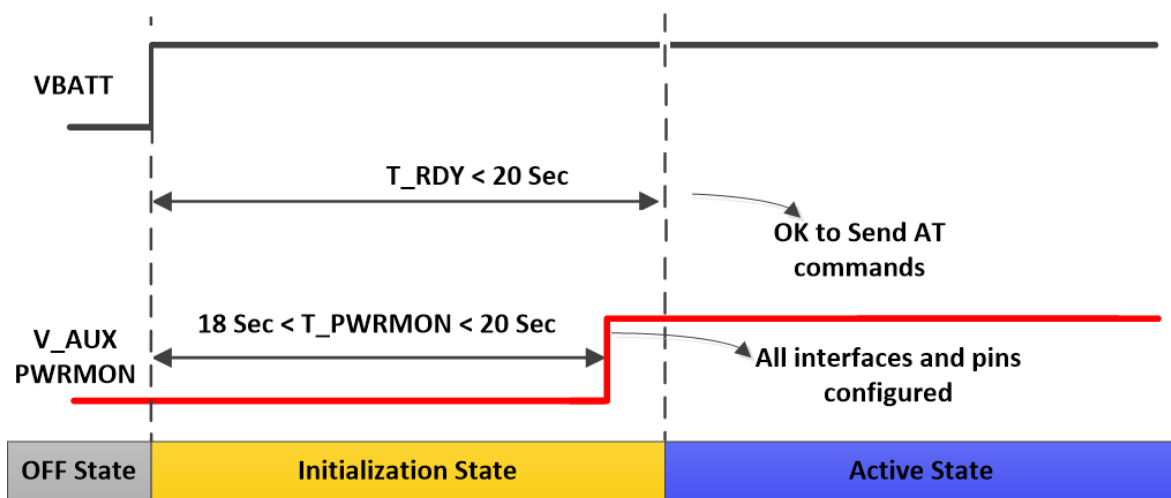 VBATT
T_RDY < 20 Sec
OK to Send AT
commands
18 Sec < T_PWRMON < 20 Sec
V_AUX
PWRMON
All interfaces and pins
configured
OFF State
Initialization State
Active State